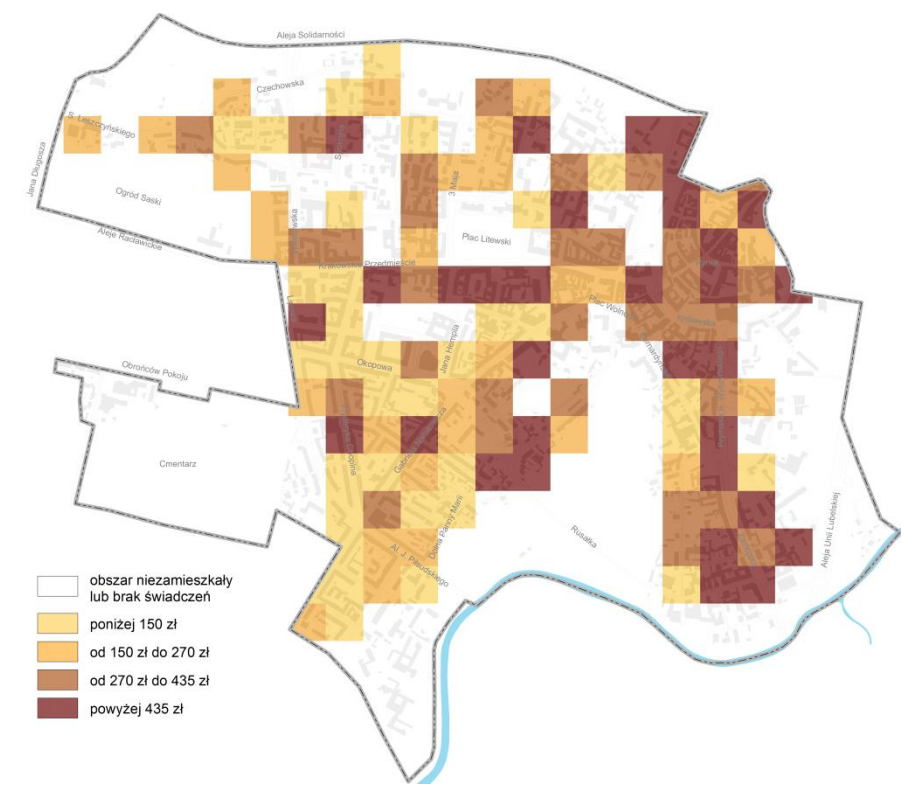 Aleja Solidarności
Czechowska
S. Leszczyńskiego
Jana Długosza
3 Maja
Ogród Saski
Aleje Racławickie
Plac Litewski
Krakowskie Przedmieście
Plac Wolności
Jana Hempla
Okopowa
Obrońców Pokoju
Cmentarz
Rusałka
Al. J. Piłsudskiego
Aleja Unii Lubelskiej
obszar niezamieszkały
lub brak świadczeń
poniżej 150 zł
od 150 zł do 270 zł
od 270 zł do 435 zł
powyżej 435 zł